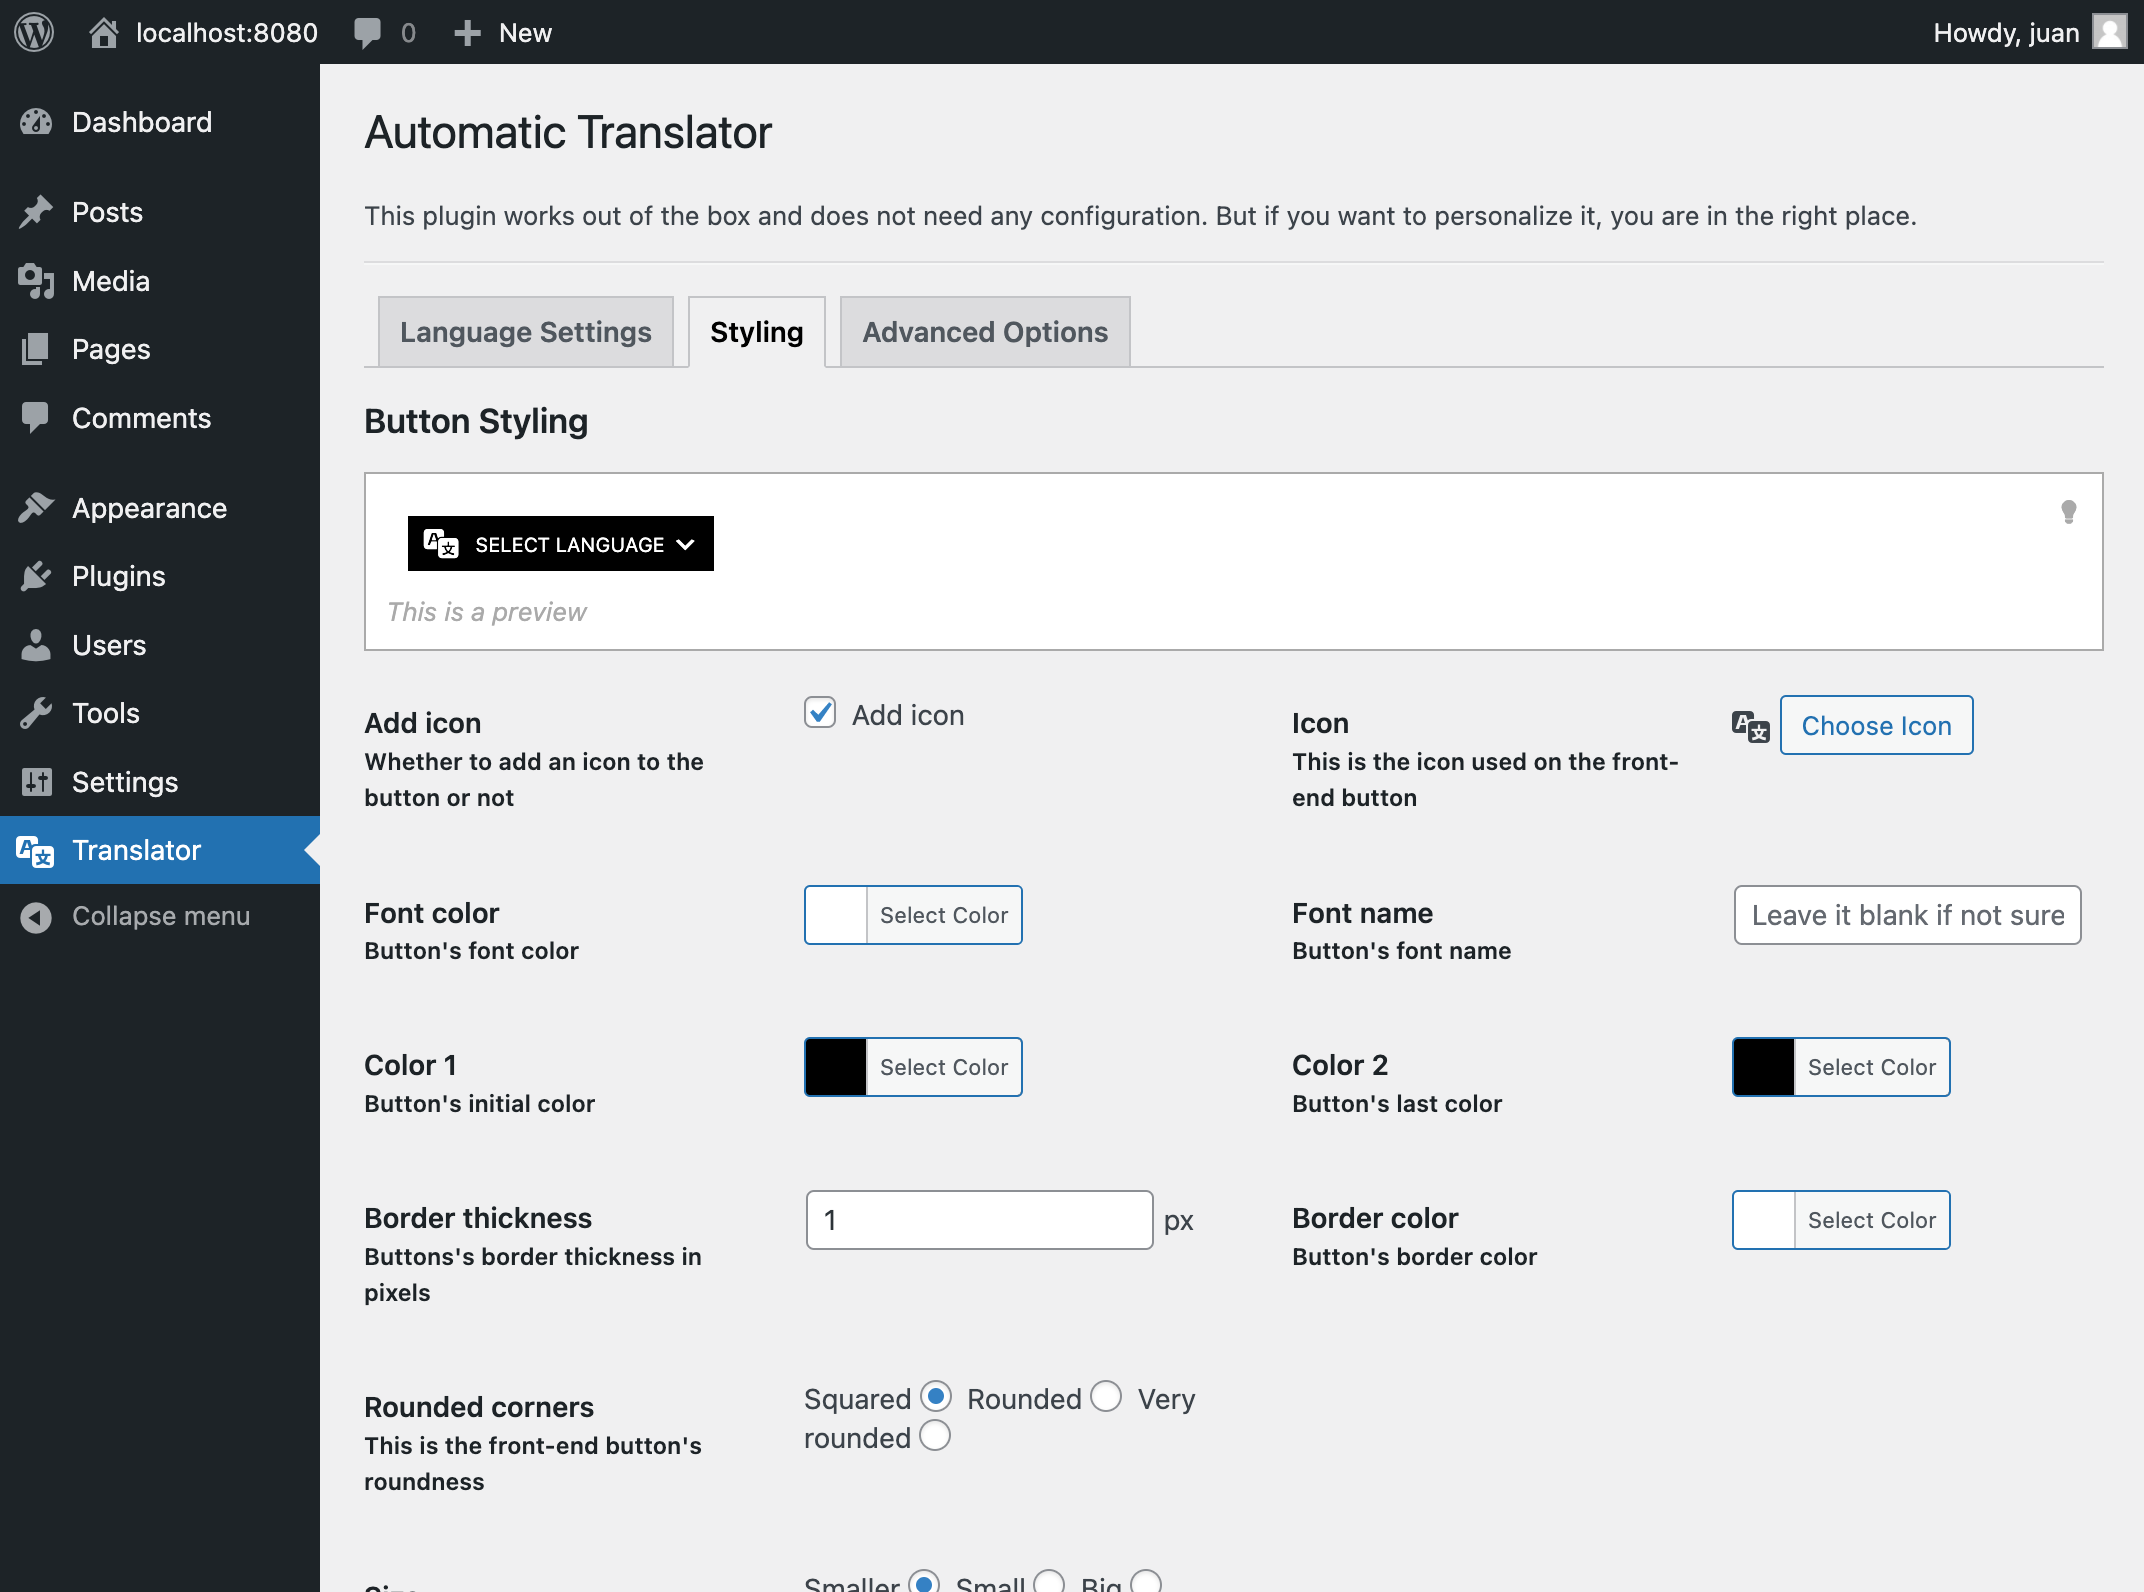 localhost:8080
0
New
Howdy, juan
Dashboard
Posts
Media
Pages
Comments
Appearance
Plugins
Users
Tools
Settings
Translator
Collapse menu
Automatic Translator
This plugin works out of the box and does not need any configuration. But if you want to personalize it, you are in the right place.
Language Settings
Styling
Advanced Options
Button Styling
SELECT LANGUAGE
This is a preview
Add icon
Whether to add an icon to the
button or not
Add icon
Icon
This is the icon used on the front-
end button
Choose Icon
Font color
Button's font color
Select Color
Font name
Button's font name
Leave it blank if not sure
Color 1
Button's initial color
Select Color
Color 2
Button's last color
Select Color
Border thickness
Buttons's border thickness in
pixels
1
px
Border color
Button's border color
Select Color
Rounded corners
This is the front-end button's
roundness
Squared Rounded Very
rounded
Size
Smaller Small Big